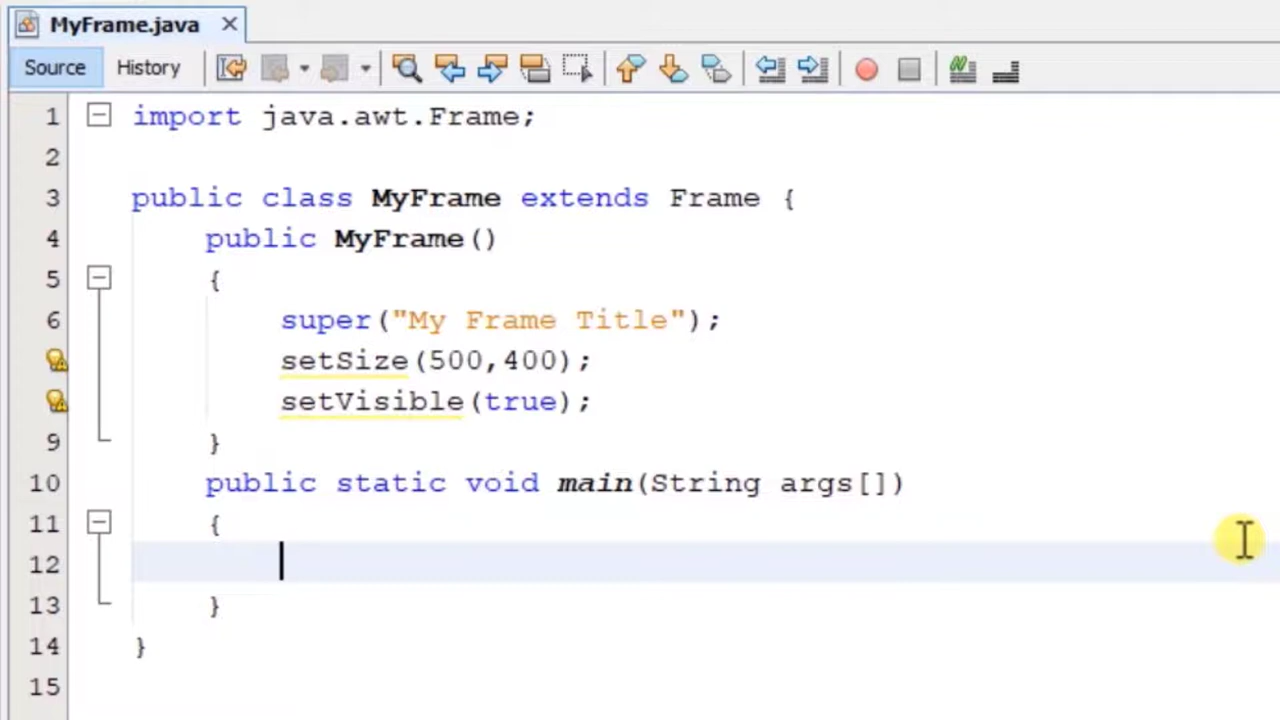 MyFrame.java
Source History
1 import java.awt.Frame;
2
3 public class MyFrame extends Frame {
4 public MyFrame()
5 {
6 super("My Frame Title");
setSize(500,400);
setVisible(true);
9 }
10 public static void main(String args[])
11 {
12
13 }
14 }
15